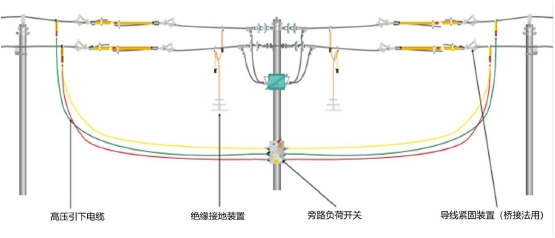 高压引下电缆
绝缘接地装置
旁路负荷开关
导线紧固装置（桥接法用）